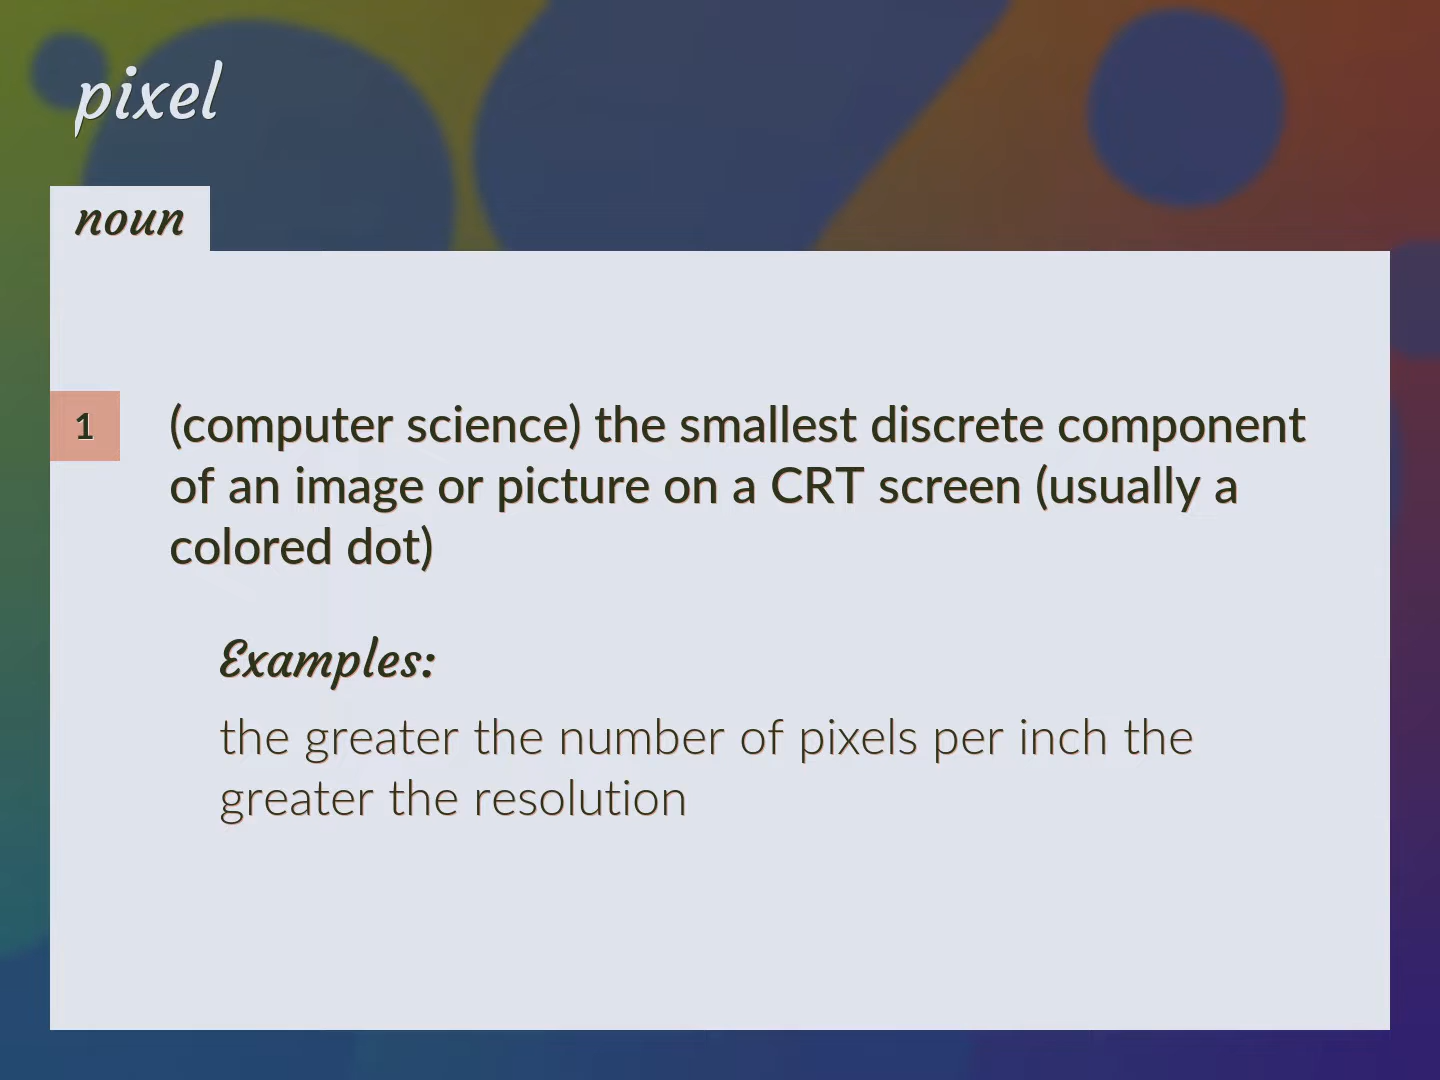 pixel
noun
1
(computer science) the smallest discrete component
of an image or picture on a CRT screen (usually a
colored dot)
Examples:
the greater the number of pixels per inch the
greater the resolution